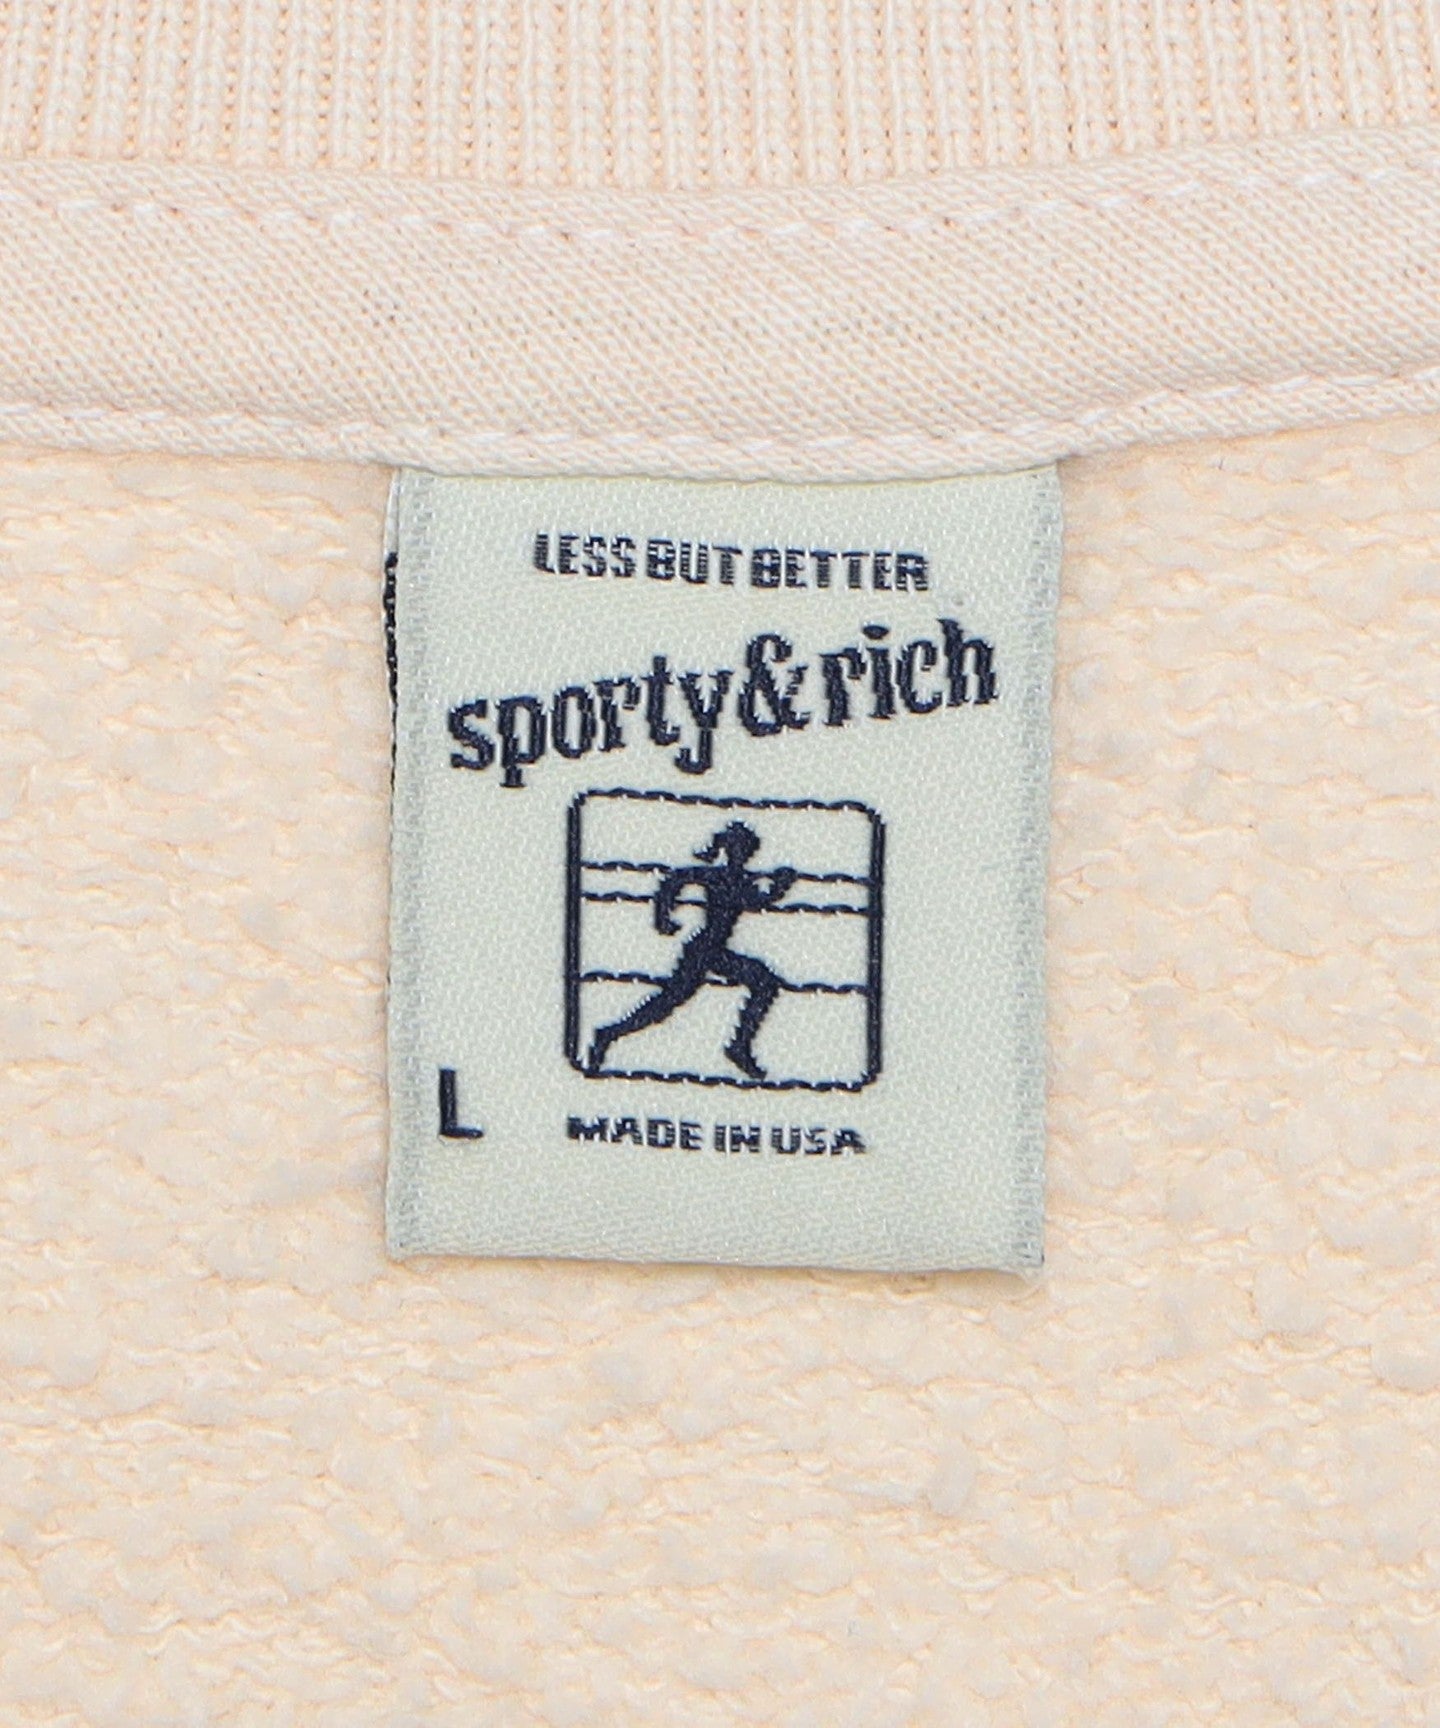 LESS BUT BETTER
sporty & rich
L
MADE IN USA